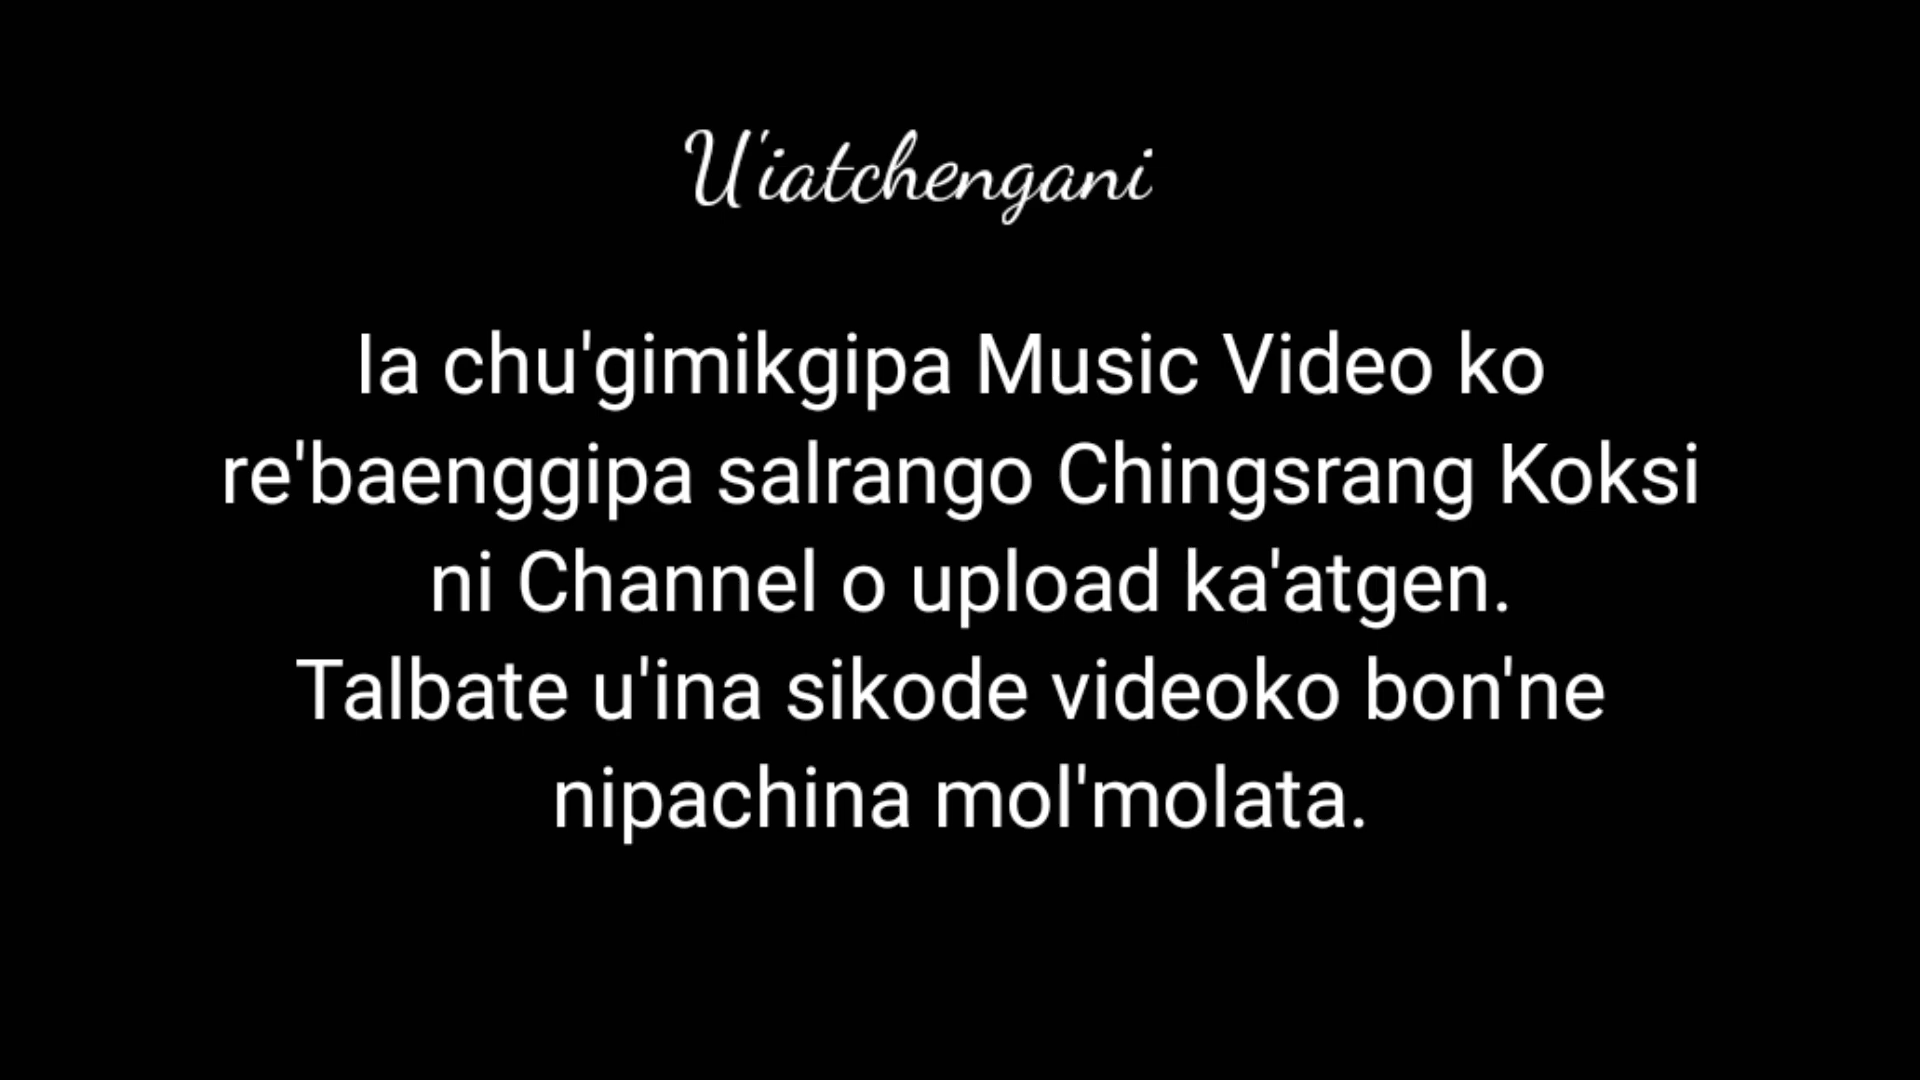 U'iatchengani
Ia chu'gimikgipa Music Video ko
re'baenggipa salrango Chingsrang Koksi
ni Channel o upload ka'atgen.
Talbate u'ina sikode videoko bon'ne
nipachina mol'molata.